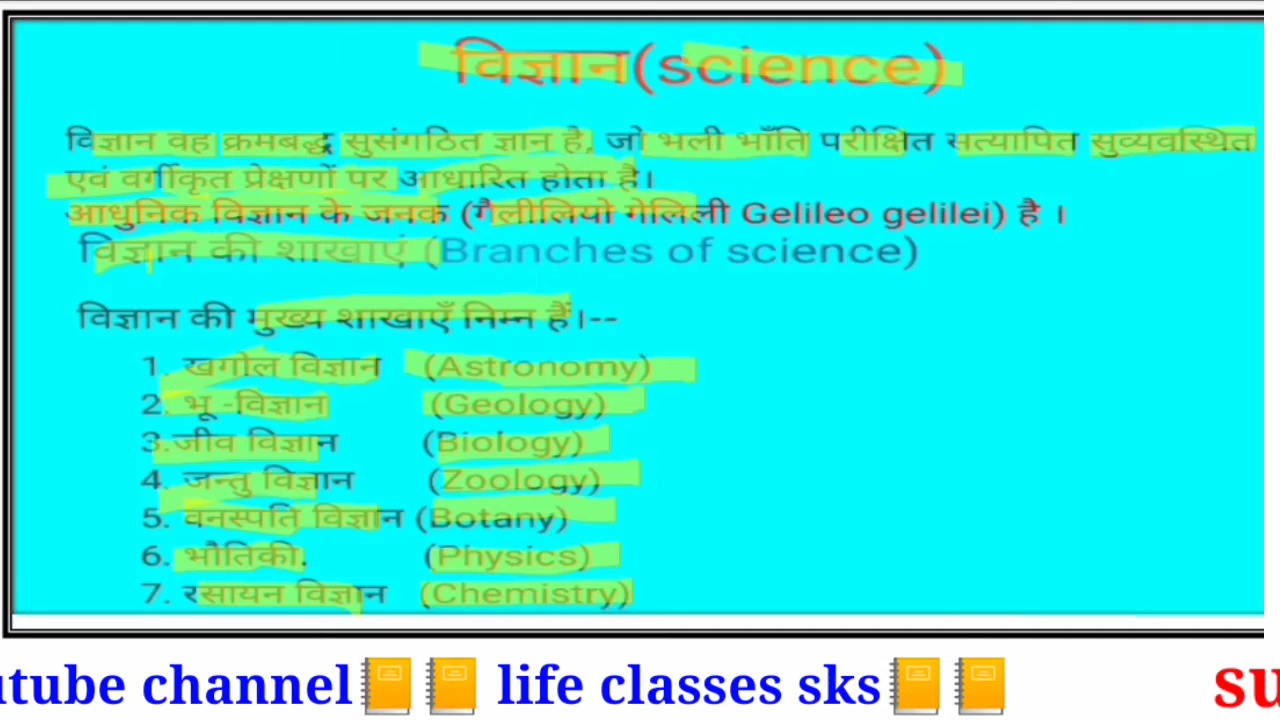 विज्ञान(science)
विज्ञान वह क्रमबद्ध सुसंगठित ज्ञान है, जो भली भाँति परीक्षित सत्यापित सुव्यवस्थित
एवं वर्गीकृत प्रेक्षणों पर आधारित होता है।
आधुनिक विज्ञान के जनक (गैलीलियो गेलिली Gelileo gelilei) है ।
विज्ञान की शाखाएं (Branches of science)
विज्ञान की मुख्य शाखाएँ निम्न हैं।--
1. खगोल विज्ञान (Astronomy)
2. भू -विज्ञान (Geology)
3.जीव विज्ञान (Biology)
4. जन्तु विज्ञान (Zoology)
5. वनस्पति विज्ञान (Botany)
6. भौतिकी. (Physics)
7. रसायन विज्ञान (Chemistry)
utube channel📒📒 life classes sks📒📒 su